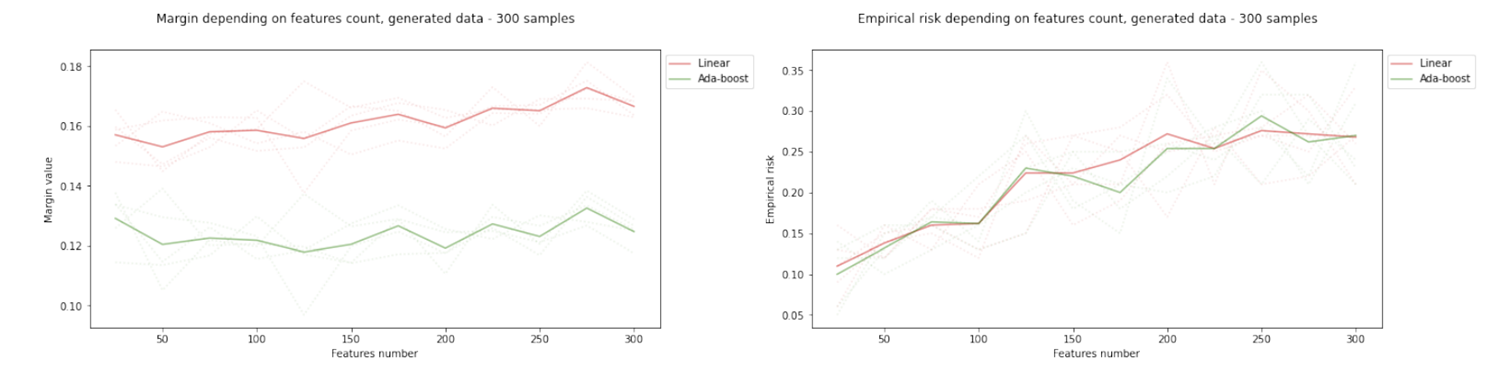 Margin depending on features count, generated data - 300 samples
Linear
Ada-boost
0.18
0.16
0.14
0.12
0.10
Margin value
50 100 150 200 250 300
Features number
Empirical risk depending on features count, generated data - 300 samples
Linear
Ada-boost
0.35
0.30
0.25
0.20
0.15
0.10
0.05
Empirical risk
50 100 150 200 250 300
Features number